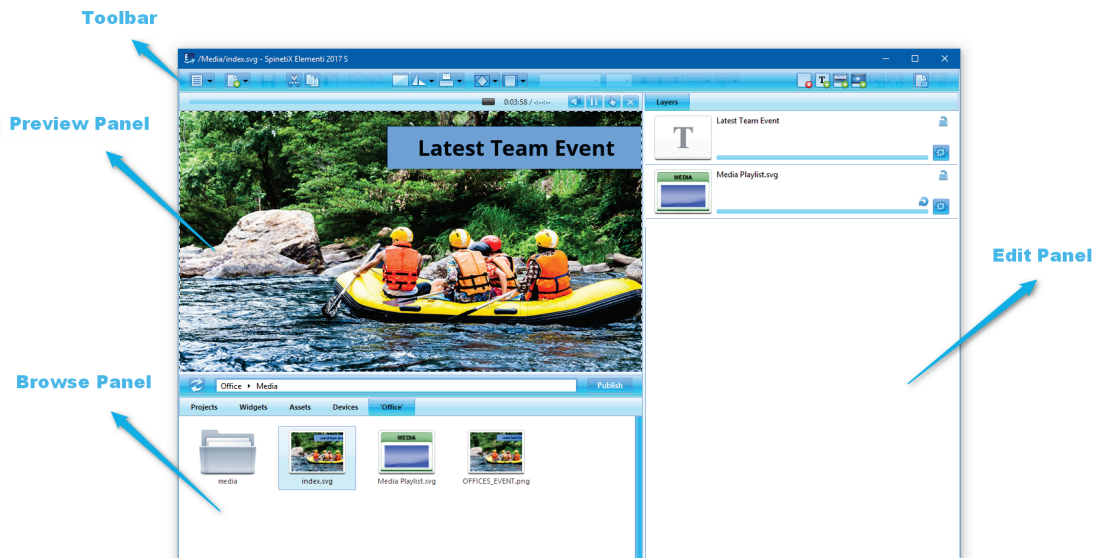 Toolbar
/Media/index.svg - SpinetiX Elementi 2017 S
0:03:58 / -:--:--
Layers
Preview Panel
Latest Team Event
T
Latest Team Event
MEDIA
Media Playlist.svg
Edit Panel
Browse Panel
Office Media
Publish
Projects Widgets Assets Devices 'Office'
MEDIA
media index.svg Media Playlist.svg OFFICES_EVENT.png